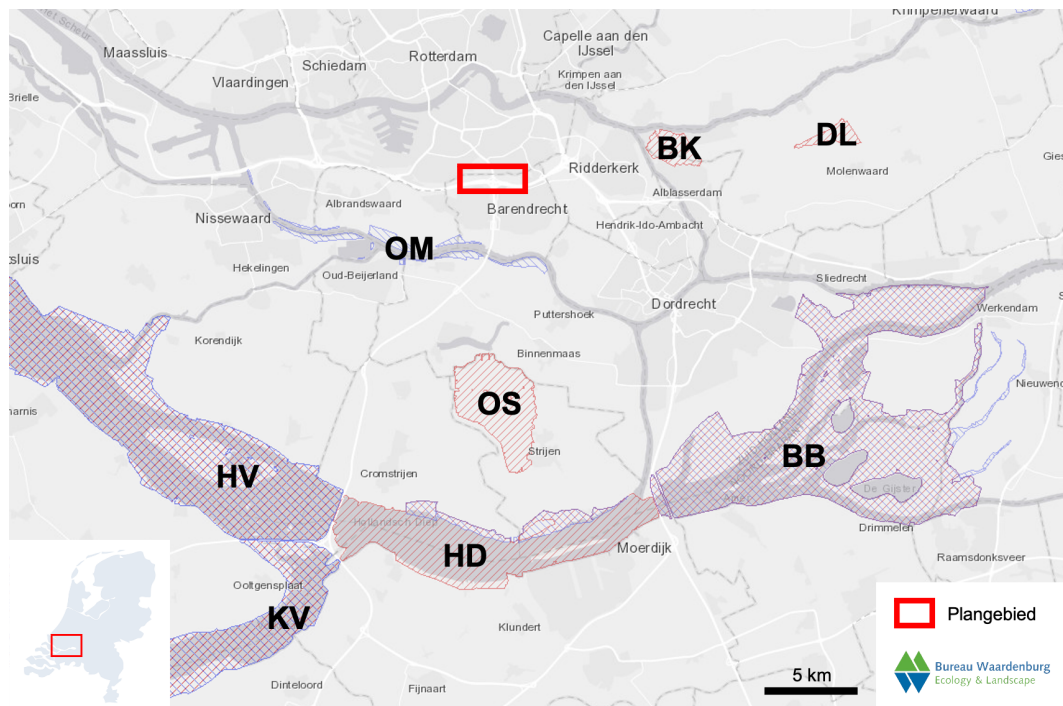 Krimpenerwaard
Maassluis
Rotterdam
Capelle aan den
IJssel
Schiedam
Vlaardingen
Krimpen aan
den IJssel
Brielle
BK
DL
Ridderkerk
Molenwaard
Alblasserdam
Albrandswaard
Barendrecht
Nissewaard
Hendrik-Ido-Ambacht
OM
Hekelingen
Oud-Beijerland
Sliedrecht
Dordrecht
Werkendam
Puttershoek
Korendijk
Binnenmaas
OS
Strijen
BB
HV
Cromstrijen
De Gijster
Amer
Hollandsch Diep
Drimmelen
HD
Moerdijk
Raamsdonksveer
Ooltgensplaat
KV
Klundert
Plangebied
Bureau Waardenburg
Ecology & Landscape
5 km
Dinteloord
Fijnaart